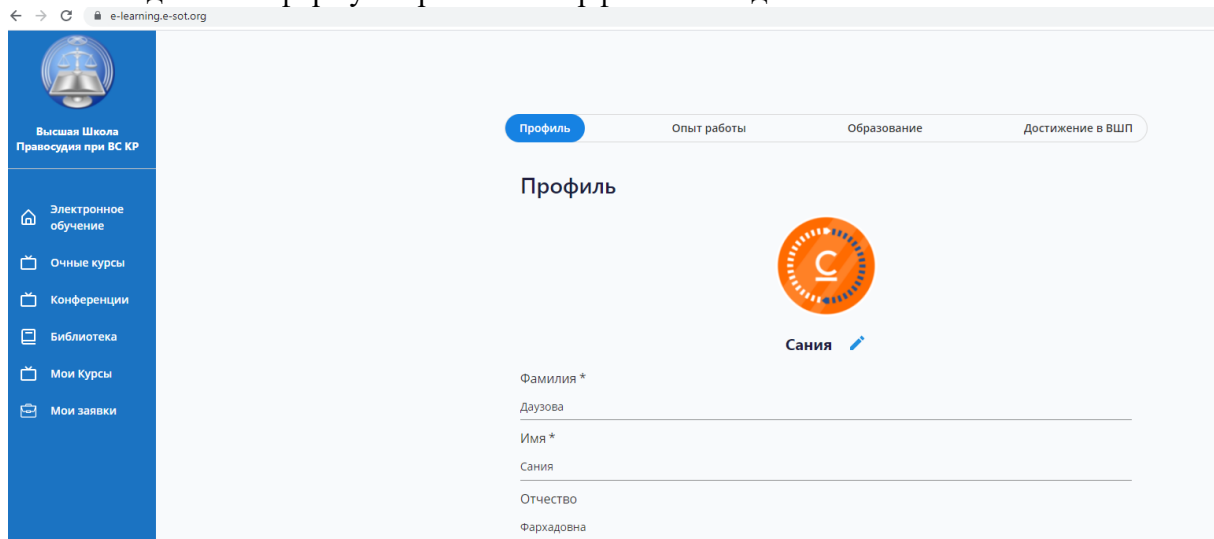 e-learning.e-sot.org
Высшая Школа
Правосудия при ВС КР
Электронное
обучение
Очные курсы
Конференции
Библиотека
Мои Курсы
Мои заявки
Профиль Опыт работы Образование Достижение в ВШП
Профиль
С
Сания
Фамилия *
Даузова
Имя *
Сания
Отчество
Фархадовна